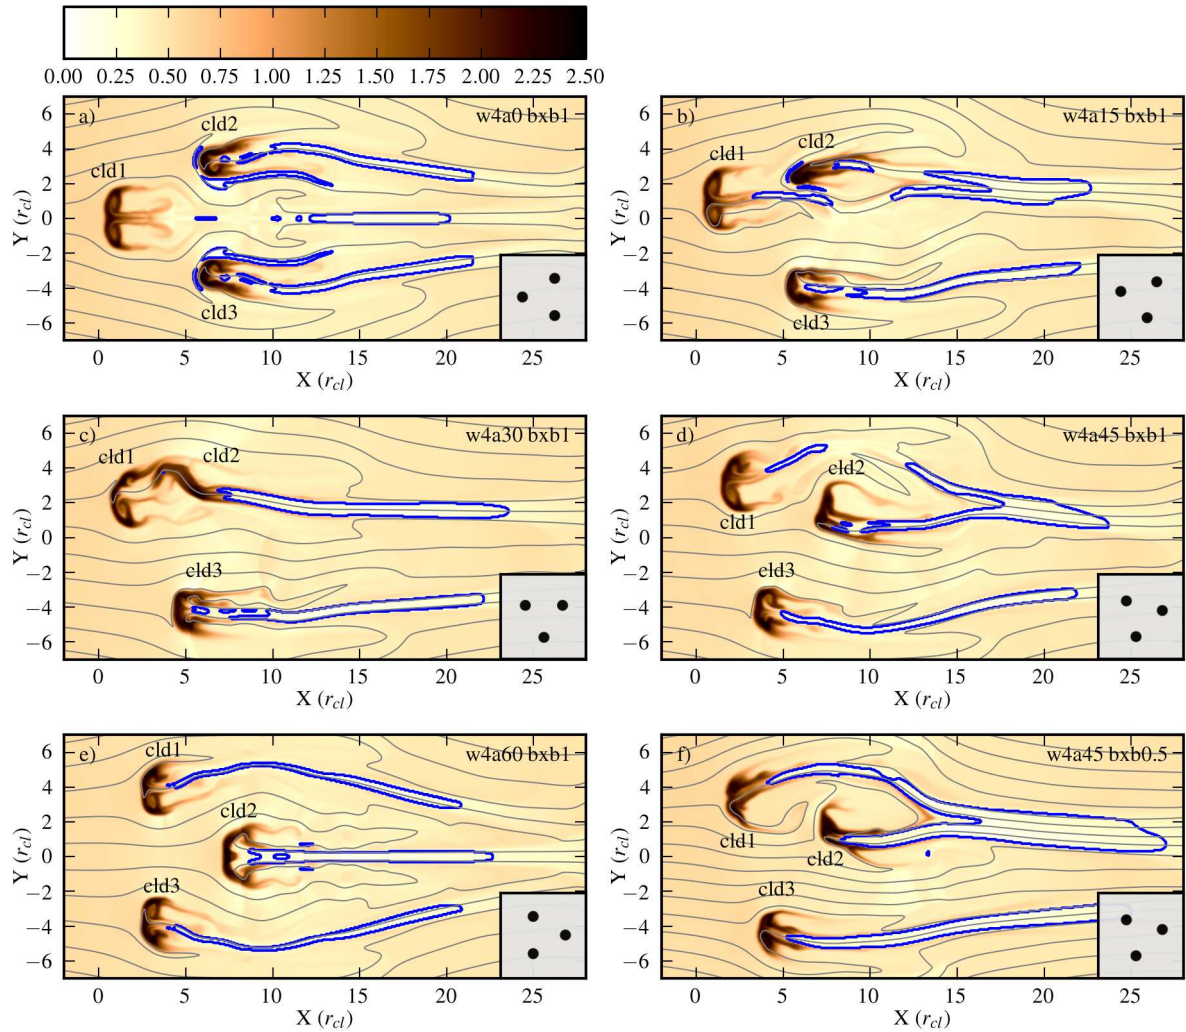 0.00 0.25 0.50 0.75 1.00 1.25 1.50 1.75 2.00 2.25 2.50
a) cld2 w4a0 bxb1
cld1
cld3
6
4
2
0
−2
−4
−6
Y (rcl)
0 5 10 15 20 25
X (rcl)
b) cld2 w4a15 bxb1
cld1
cld3
6
4
2
0
−2
−4
−6
Y (rcl)
0 5 10 15 20 25
X (rcl)
c) cld1 cld2 w4a30 bxb1
cld3
6
4
2
0
−2
−4
−6
Y (rcl)
0 5 10 15 20 25
X (rcl)
d) w4a45 bxb1
cld2
cld1
cld3
6
4
2
0
−2
−4
−6
Y (rcl)
0 5 10 15 20 25
X (rcl)
e) cld1 w4a60 bxb1
cld2
cld3
6
4
2
0
−2
−4
−6
Y (rcl)
0 5 10 15 20 25
X (rcl)
f) w4a45 bxb0.5
cld1
cld2
cld3
6
4
2
0
−2
−4
−6
Y (rcl)
0 5 10 15 20 25
X (rcl)